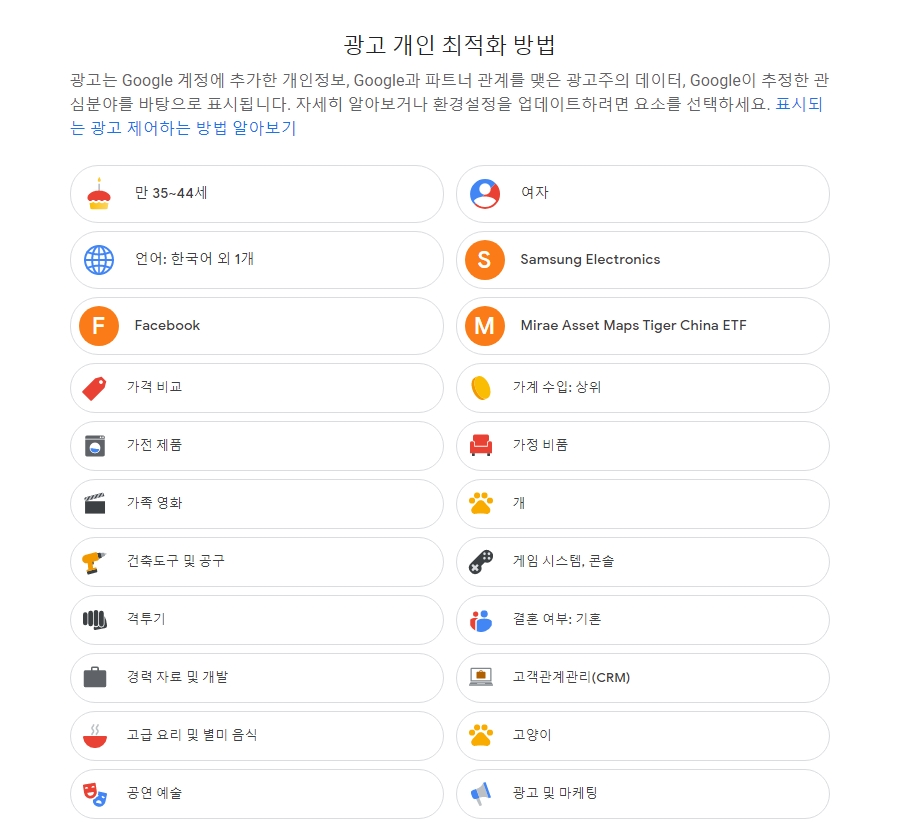 광고 개인 최적화 방법
광고는 Google 계정에 추가한 개인정보, Google과 파트너 관계를 맺은 광고주의 데이터, Google이 추정한 관
심분야를 바탕으로 표시됩니다. 자세히 알아보거나 환경설정을 업데이트하려면 요소를 선택하세요. 표시되
는 광고 제어하는 방법 알아보기
만 35~44세
여자
언어: 한국어 외 1개
S
Samsung Electronics
F
Facebook
M
Mirae Asset Maps Tiger China ETF
가격 비교
가계 수입: 상위
가전 제품
가정 비품
가족 영화
개
건축도구 및 공구
게임 시스템, 콘솔
격투기
결혼 여부: 기혼
경력 자료 및 개발
고객관계관리(CRM)
고급 요리 및 별미 음식
고양이
공연 예술
광고 및 마케팅